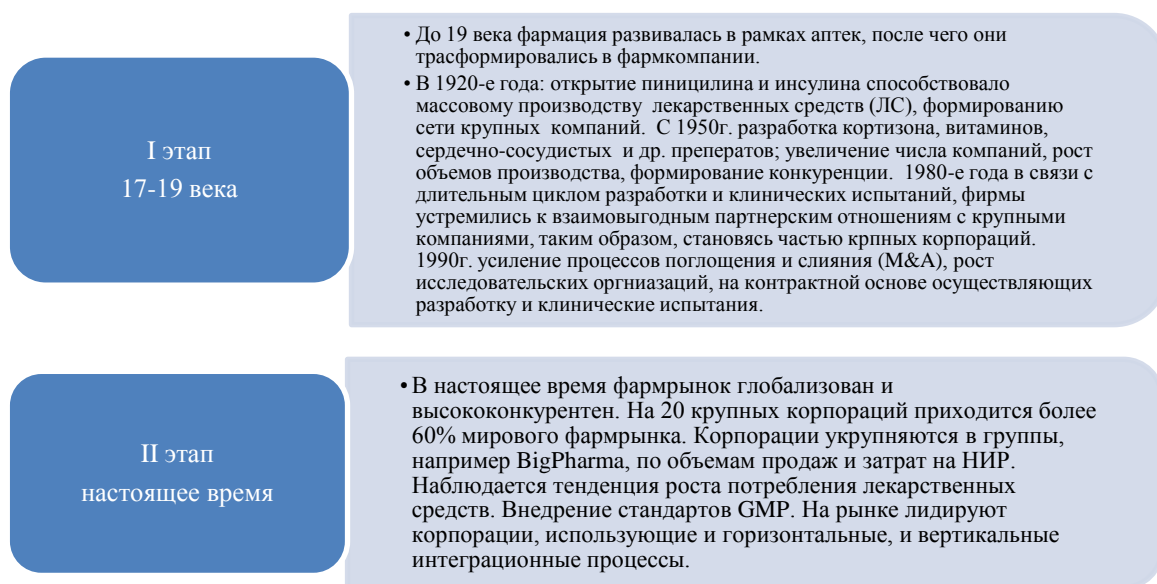 I этап
17-19 века
• До 19 века фармация развивалась в рамках аптек, после чего они
трасформировались в фармкомпании.
• В 1920-е года: открытие пиницилина и инсулина способствовало
массовому производству лекарственных средств (ЛС), формированию
сети крупных компаний. С 1950г. разработка кортизона, витаминов,
сердечно-сосудистых и др. преператов; увеличение числа компаний, рост
объемов производства, формирование конкуренции. 1980-е года в связи с
длительным циклом разработки и клинических испытаний, фирмы
устремились к взаимовыгодным партнерским отношениям с крупными
компаниями, таким образом, становясь частью крпных корпораций.
1990г. усиление процессов поглощения и слияния (M&A), рост
исследовательских оргниазаций, на контрактной основе осуществляющих
разработку и клинические испытания.
II этап
настоящее время
• В настоящее время фармрынок глобализован и
высококонкурентен. На 20 крупных корпораций приходится более
60% мирового фармрынка. Корпорации укрупняются в группы,
например BigPharma, по объемам продаж и затрат на НИР.
Наблюдается тенденция роста потребления лекарственных
средств. Внедрение стандартов GMP. На рынке лидируют
корпорации, использующие и горизонтальные, и вертикальные
интеграционные процессы.